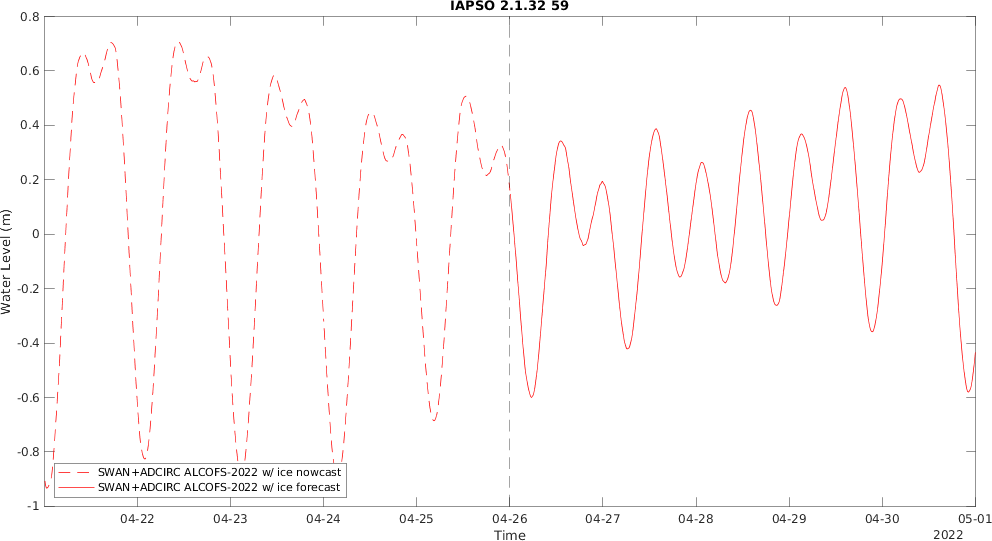 IAPSO 2.1.32 59
0.8
0.6
0.4
0.2
0
-0.2
-0.4
-0.6
-0.8
-1
Water Level (m)
SWAN+ADCIRC ALCOFS-2022 w/ ice nowcast
SWAN+ADCIRC ALCOFS-2022 w/ ice forecast
04-22 04-23 04-24 04-25 04-26 04-27 04-28 04-29 04-30 05-01
Time
2022